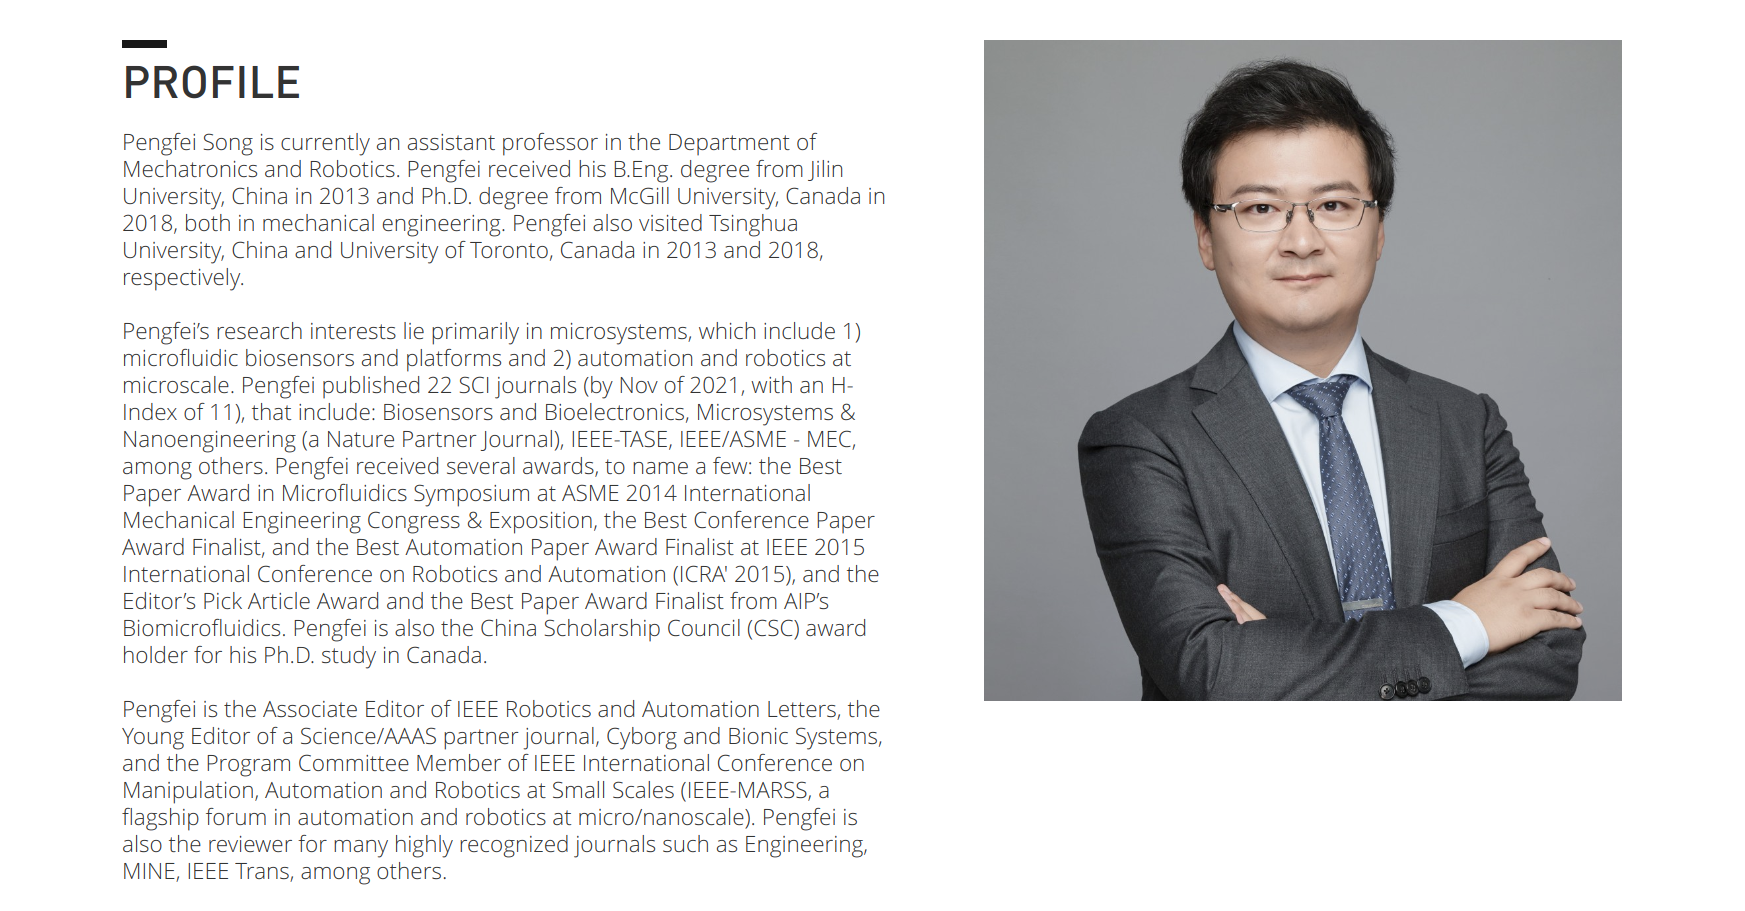 PROFILE
Pengfei Song is currently an assistant professor in the Department of
Mechatronics and Robotics. Pengfei received his B.Eng. degree from Jilin
University, China in 2013 and Ph.D. degree from McGill University, Canada in
2018, both in mechanical engineering. Pengfei also visited Tsinghua
University, China and University of Toronto, Canada in 2013 and 2018,
respectively.
Pengfei’s research interests lie primarily in microsystems, which include 1)
microfluidic biosensors and platforms and 2) automation and robotics at
microscale. Pengfei published 22 SCI journals (by Nov of 2021, with an H-
Index of 11), that include: Biosensors and Bioelectronics, Microsystems &
Nanoengineering (a Nature Partner Journal), IEEE-TASE, IEEE/ASME - MEC,
among others. Pengfei received several awards, to name a few: the Best
Paper Award in Microfluidics Symposium at ASME 2014 International
Mechanical Engineering Congress & Exposition, the Best Conference Paper
Award Finalist, and the Best Automation Paper Award Finalist at IEEE 2015
International Conference on Robotics and Automation (ICRA' 2015), and the
Editor’s Pick Article Award and the Best Paper Award Finalist from AIP’s
Biomicrofluidics. Pengfei is also the China Scholarship Council (CSC) award
holder for his Ph.D. study in Canada.
Pengfei is the Associate Editor of IEEE Robotics and Automation Letters, the
Young Editor of a Science/AAAS partner journal, Cyborg and Bionic Systems,
and the Program Committee Member of IEEE International Conference on
Manipulation, Automation and Robotics at Small Scales (IEEE-MARSS, a
flagship forum in automation and robotics at micro/nanoscale). Pengfei is
also the reviewer for many highly recognized journals such as Engineering,
MINE, IEEE Trans, among others.